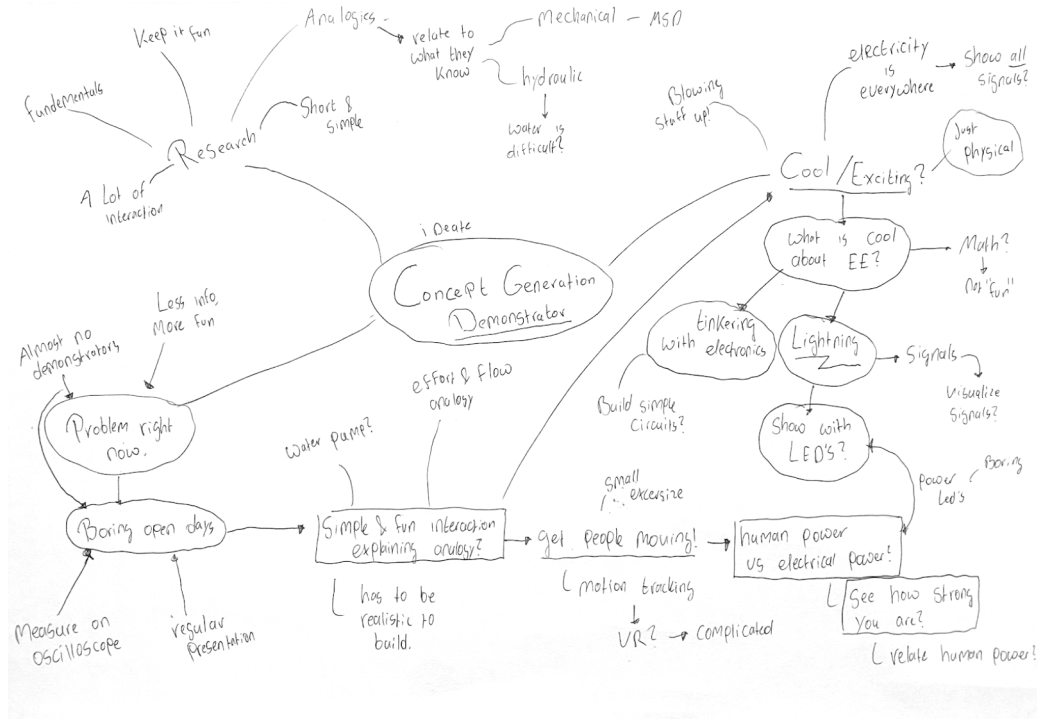 Analogies
Keep it fun
relate to
what they
know
Mechanical – MSD
hydraulic
water is
difficult?
fundementals
Short &
simple
Research
A Lot of
interaction
electricity
is
everywhere
Show all
signals?
Blowing
stuff up!
Just
physical
Cool/Exciting?
ideate
Concept Generation
Demonstrator
What is cool
about EE?
Math?
not "fun"
Less info,
More fun
Almost no
demonstrators
Problem right
now.
tinkering
with electronics
Lightning
Signals
Visualize
Signals?
Build simple
Circuits?
Show with
LED's?
effort & flow
analogy
Water pump?
Power
Led's
Boring
small
excersize
Boring open days
Simple & fun interaction
explaining analogy?
get people moving!
human power
vs electrical power?
has to be
realistic to
build.
motion tracking
VR?
Complicated
See how strong
you are?
relate human power?
Measure on
oscilloscope
regular
presentation